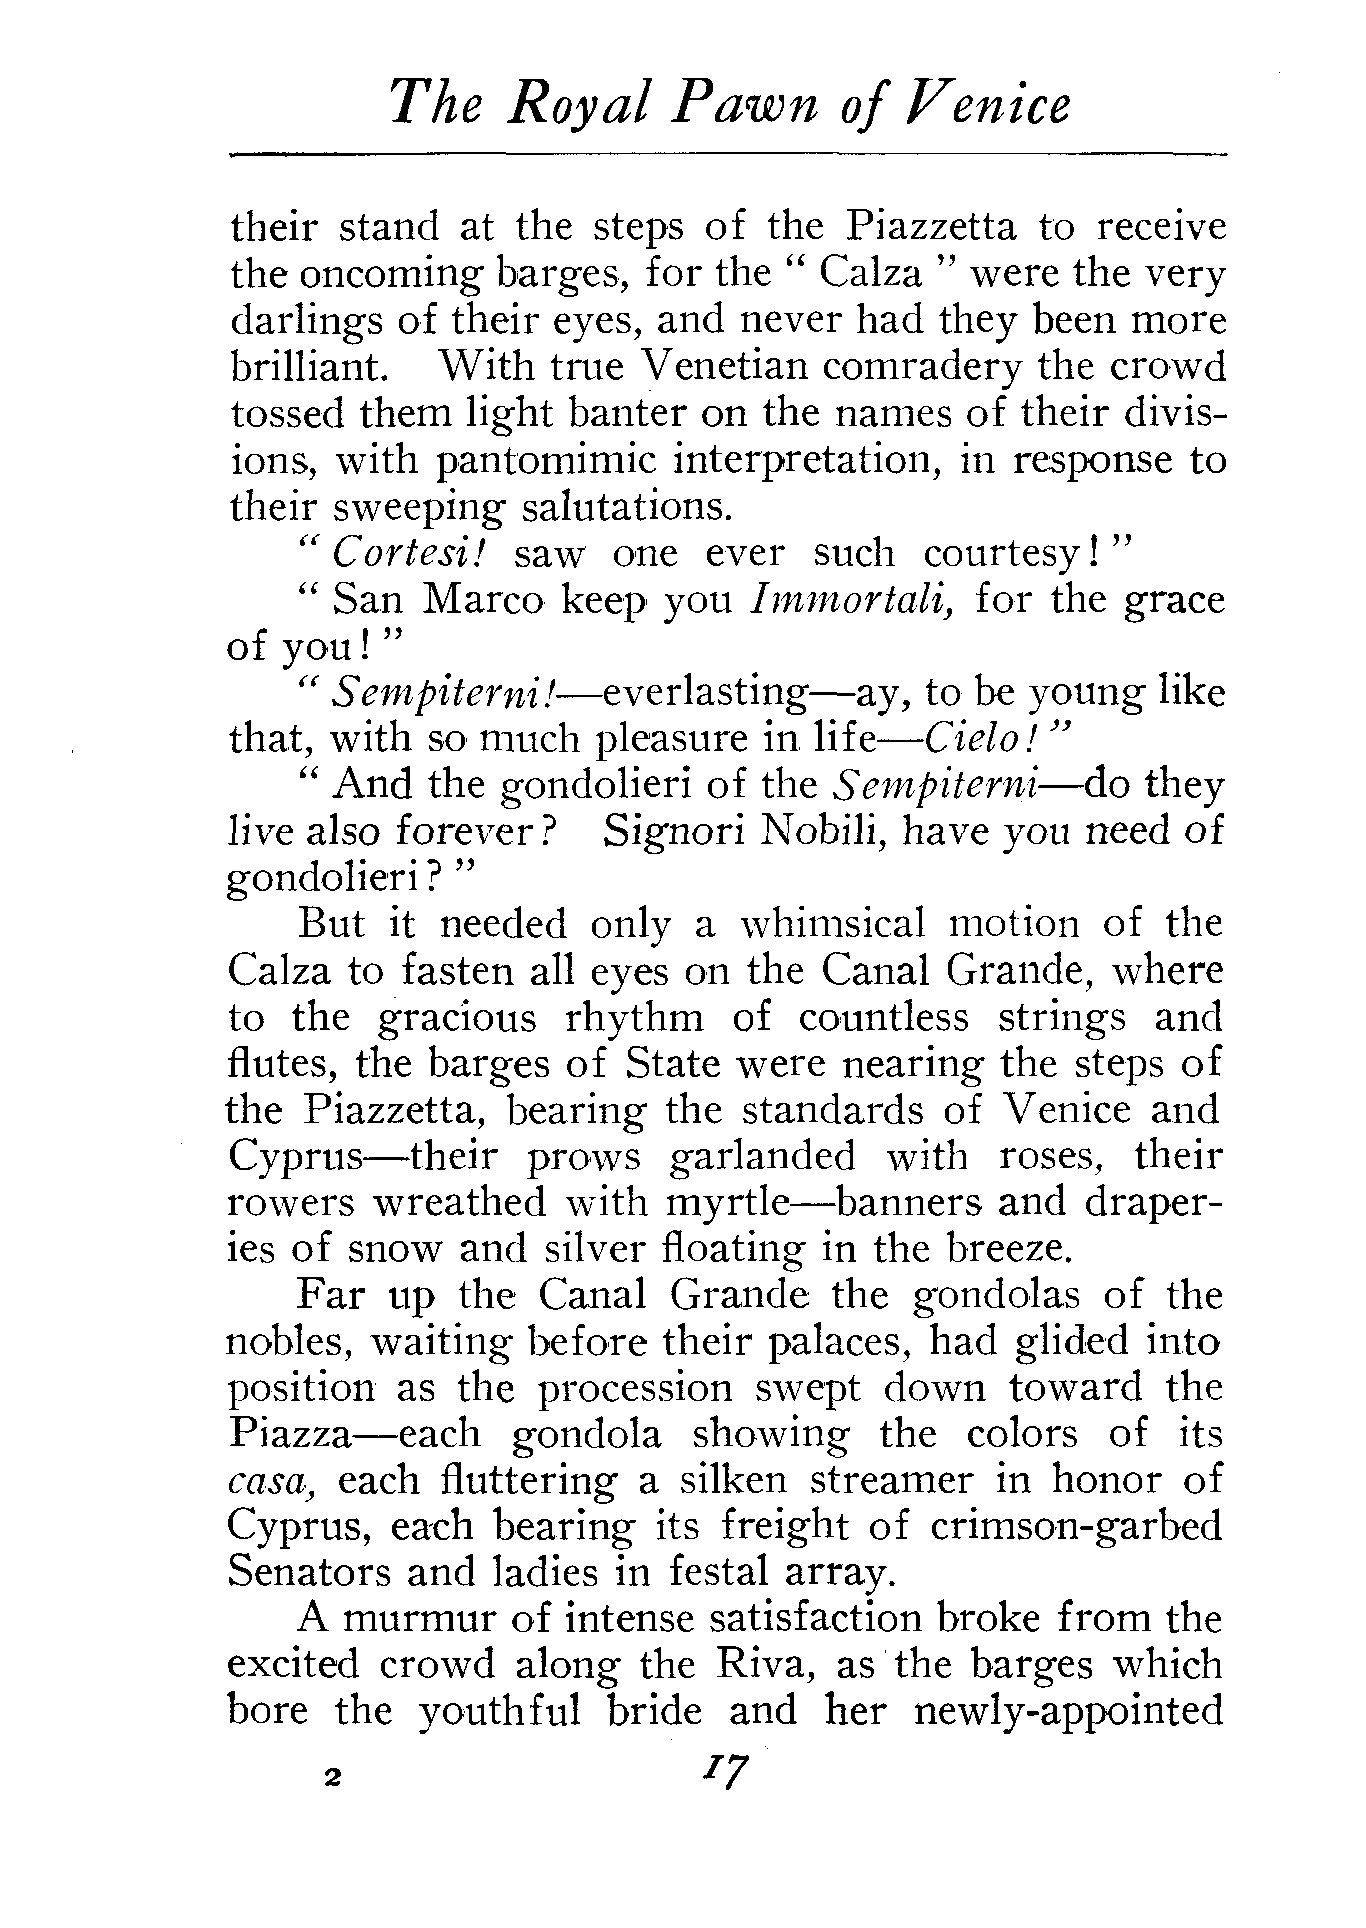 The Royal Pawn of Venice
their stand at the steps of the Piazzetta to receive
the oncoming barges, for the " Calza " were the very
darlings of their eyes, and never had they been more
brilliant. With true Venetian comradery the crowd
tossed them light banter on the names of their divis-
ions, with pantomimic interpretation, in response to
their sweeping salutations.
" Cortesi! saw one ever such courtesy! "
" San Marco keep you Immortali, for the grace
of you! "
" Sempiterni!—everlasting—ay, to be young like
that, with so much pleasure in life—Cielo! "
" And the gondolieri of the Sempiterni—do they
live also forever? Signori Nobili, have you need of
gondolieri? "
But it needed only a whimsical motion of the
Calza to fasten all eyes on the Canal Grande, where
to the gracious rhythm of countless strings and
flutes, the barges of State were nearing the steps of
the Piazzetta, bearing the standards of Venice and
Cyprus—their prows garlanded with roses, their
rowers wreathed with myrtle—banners and draper-
ies of snow and silver floating in the breeze.
Far up the Canal Grande the gondolas of the
nobles, waiting before their palaces, had glided into
position as the procession swept down toward the
Piazza—each gondola showing the colors of its
casa, each fluttering a silken streamer in honor of
Cyprus, each bearing its freight of crimson-garbed
Senators and ladies in festal array.
A murmur of intense satisfaction broke from the
excited crowd along the Riva, as the barges which
bore the youthful bride and her newly-appointed
2 17